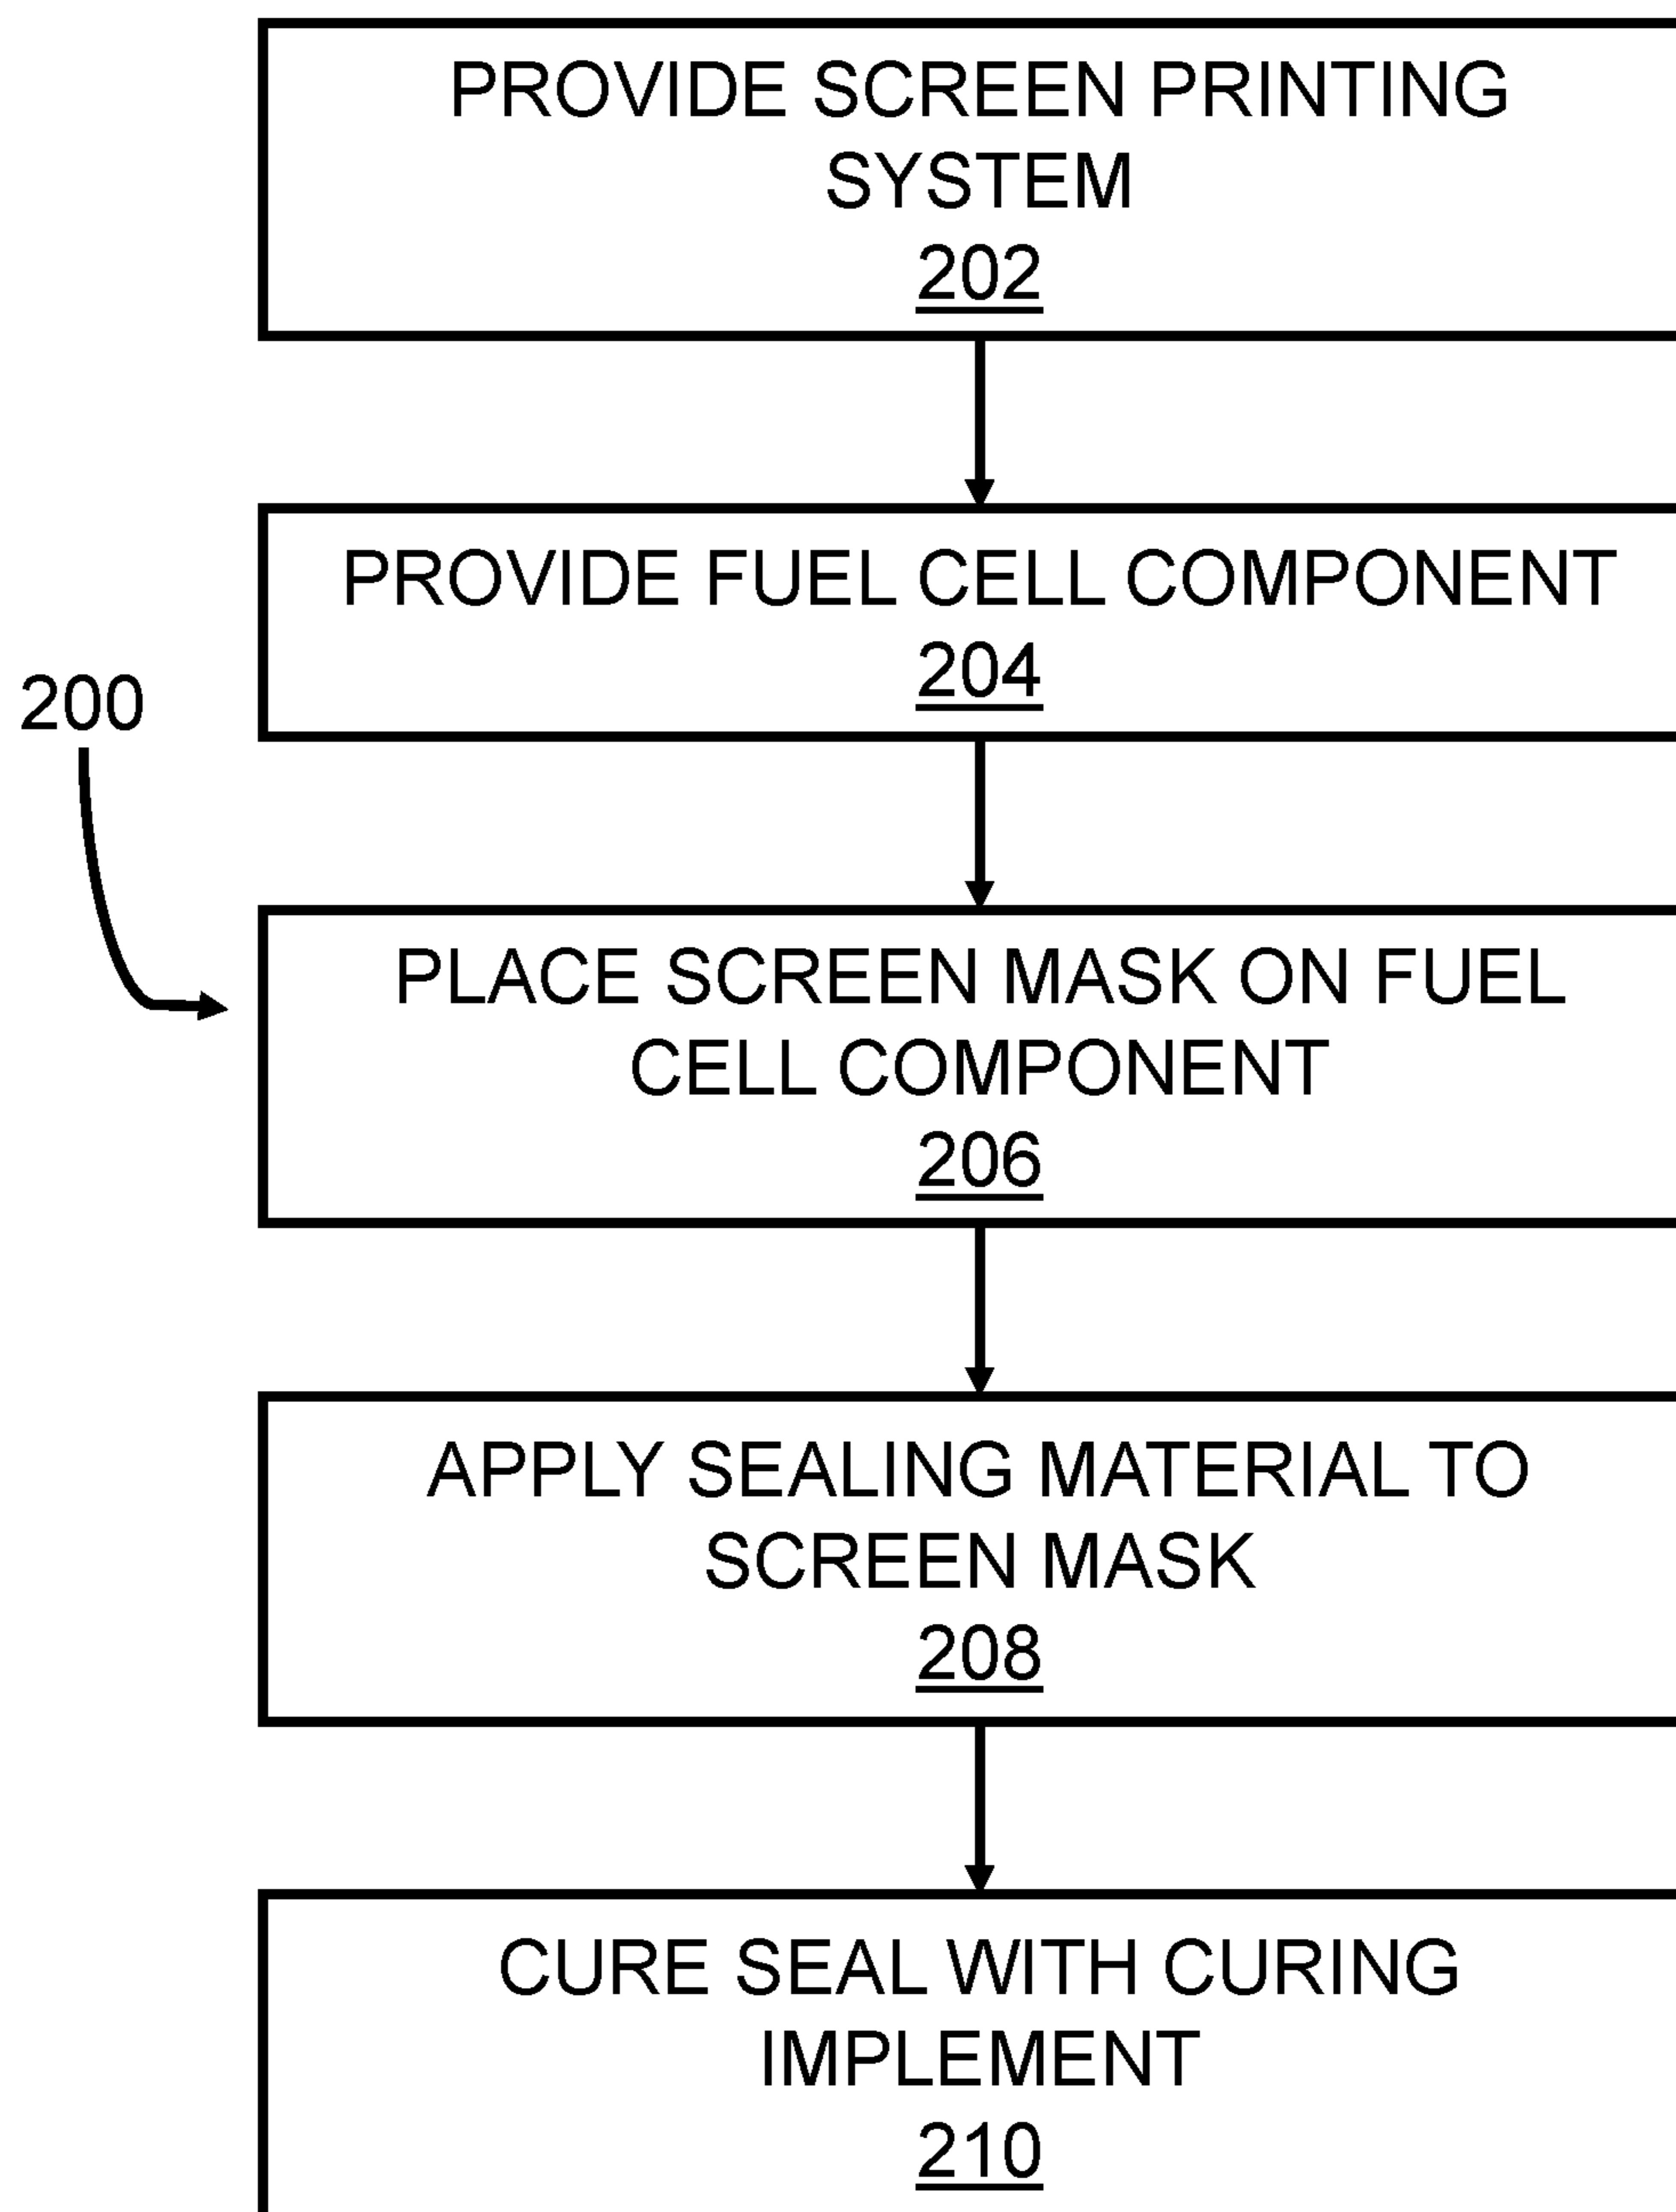 PROVIDE SCREEN PRINTING
SYSTEM
202
PROVIDE FUEL CELL COMPONENT
204
200
PLACE SCREEN MASK ON FUEL
CELL COMPONENT
206
APPLY SEALING MATERIAL TO
SCREEN MASK
208
CURE SEAL WITH CURING
IMPLEMENT
210